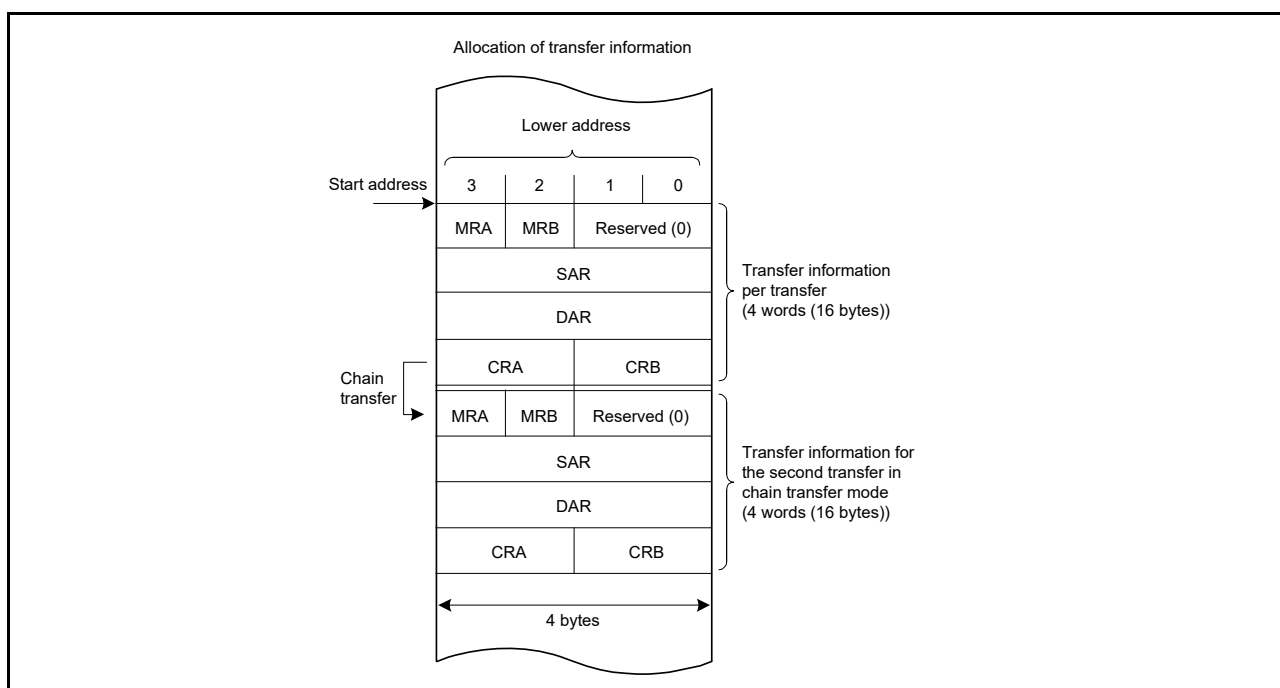 Allocation of transfer information
Lower address
Start address
3 2 1 0
MRA MRB Reserved (0)
SAR
DAR
CRA CRB
Transfer information
per transfer
(4 words (16 bytes))
Chain
transfer
MRA MRB Reserved (0)
SAR
DAR
CRA CRB
Transfer information for
the second transfer in
chain transfer mode
(4 words (16 bytes))
4 bytes